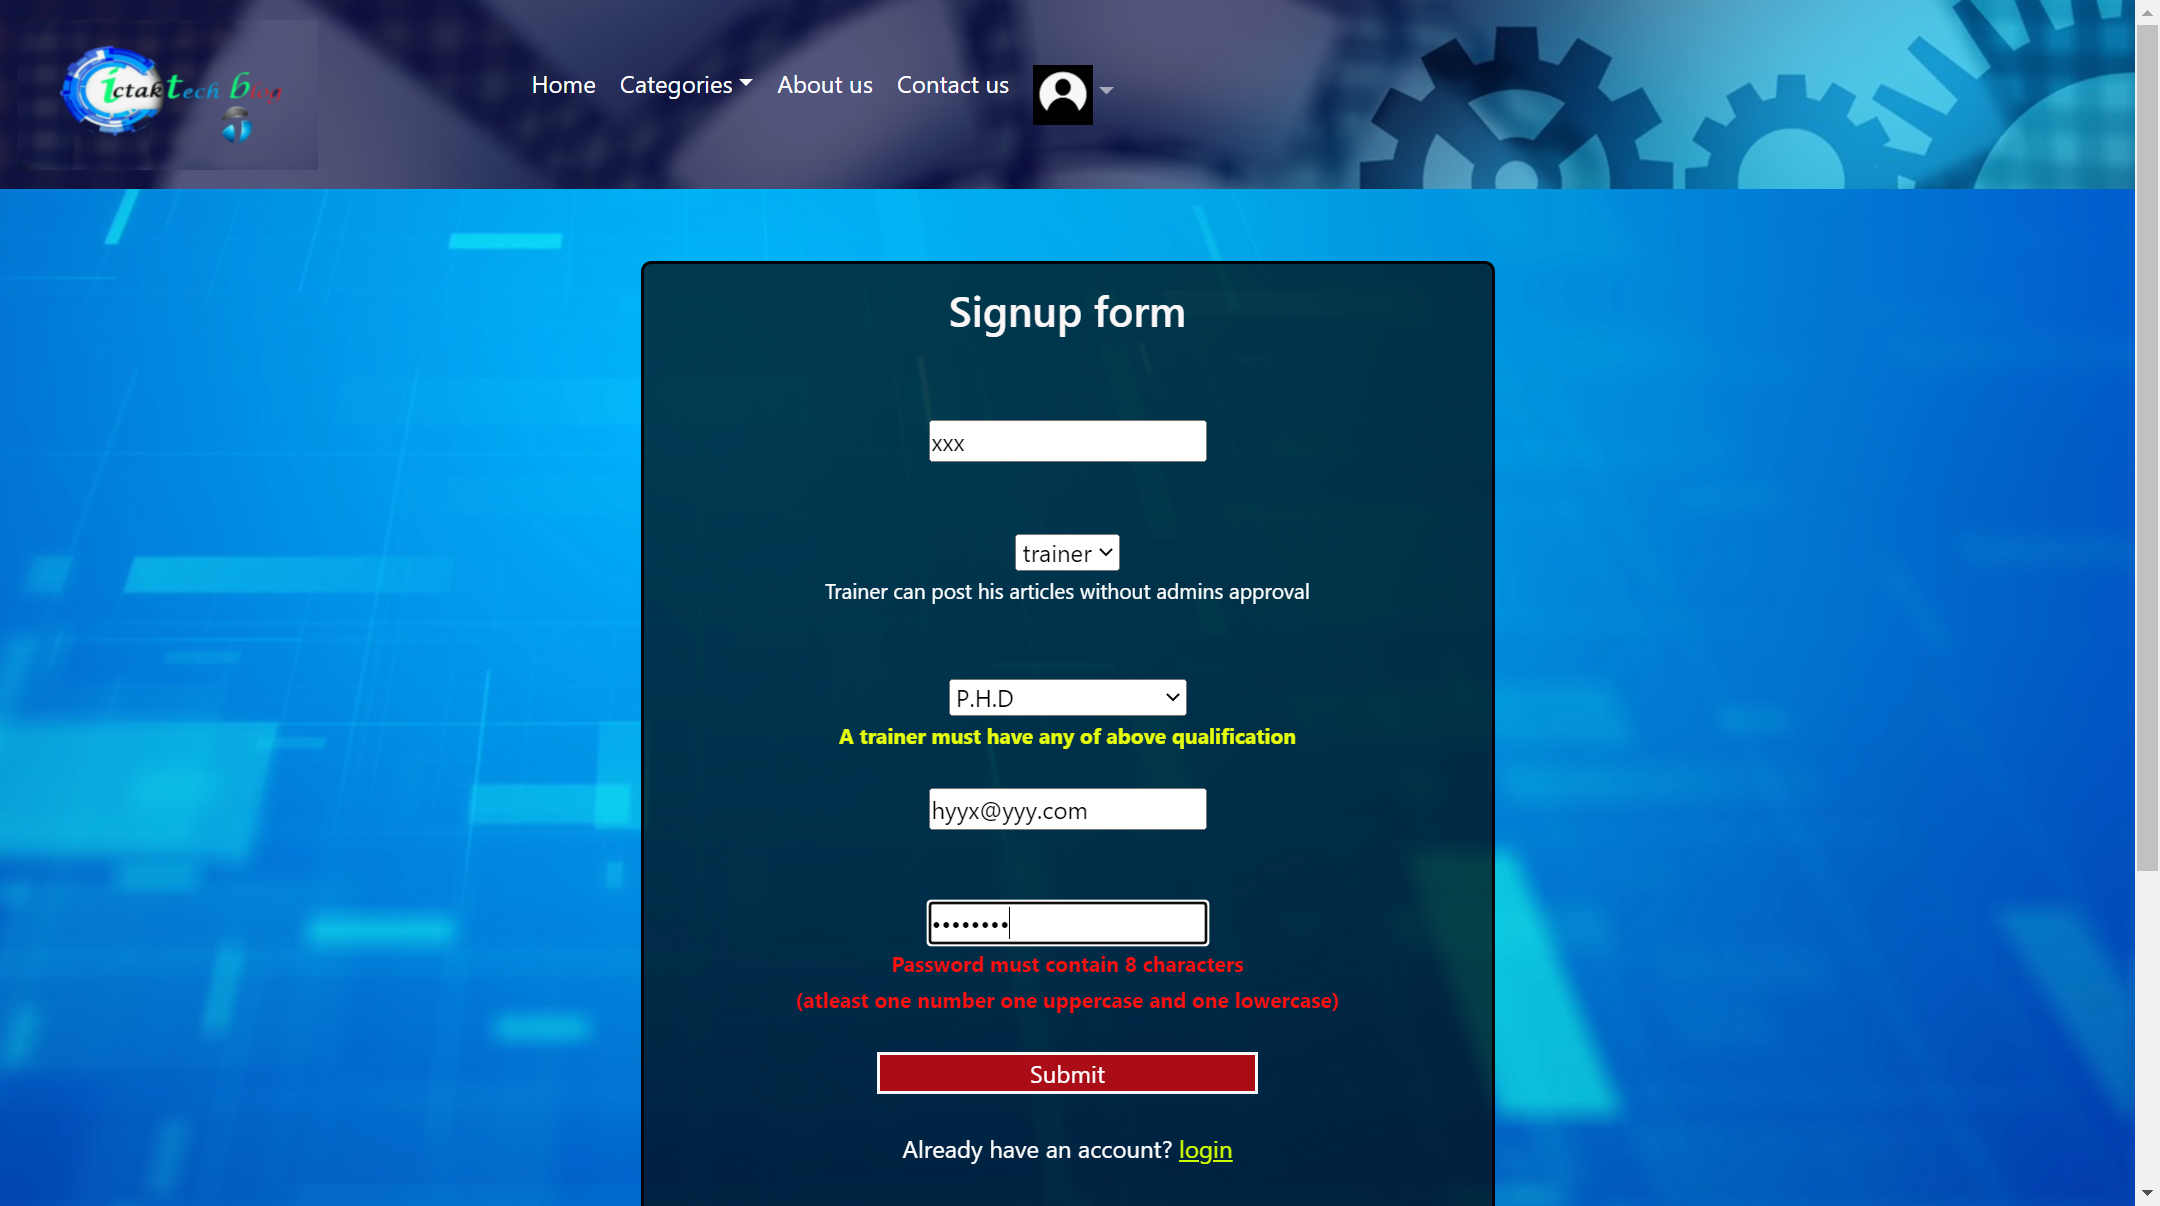 ictak tech blog
Home Categories About us Contact us
Signup form
xxx
trainer
Trainer can post his articles without admins approval
P.H.D
A trainer must have any of above qualification
hyyx@yyy.com
••••••••
Password must contain 8 characters
(atleast one number one uppercase and one lowercase)
Submit
Already have an account? login